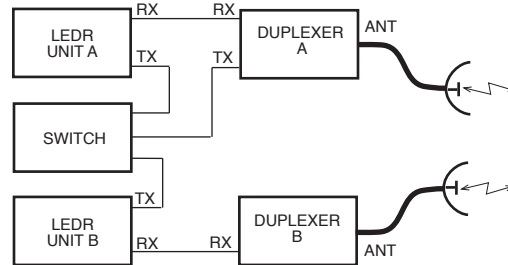 RX
RX
LEDR
UNIT A
TX
DUPLEXER
A
TX
ANT
SWITCH
TX
LEDR
UNIT B
RX
RX
DUPLEXER
B
ANT